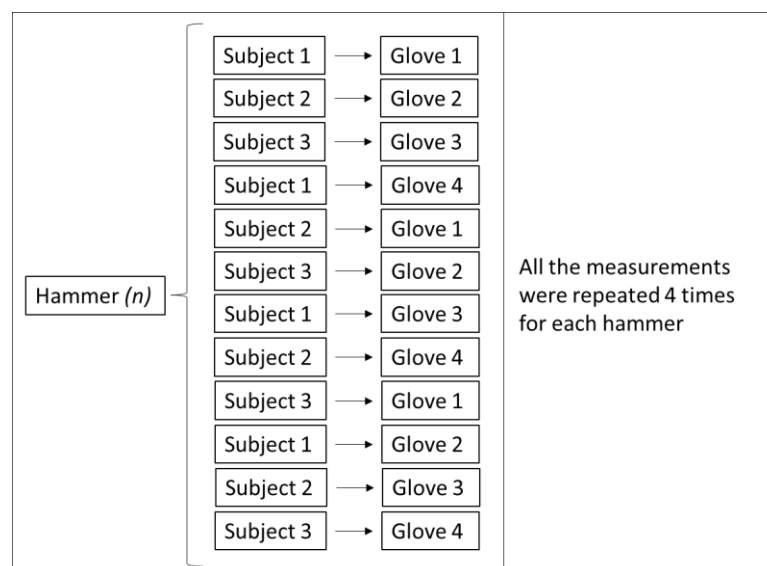 Subject 1 Glove 1
Subject 2 Glove 2
Subject 3 Glove 3
Subject 1 Glove 4
Subject 2 Glove 1
Subject 3 Glove 2
Subject 1 Glove 3
Subject 2 Glove 4
Subject 3 Glove 1
Subject 1 Glove 2
Subject 2 Glove 3
Subject 3 Glove 4
Hammer (n)
All the measurements
were repeated 4 times
for each hammer